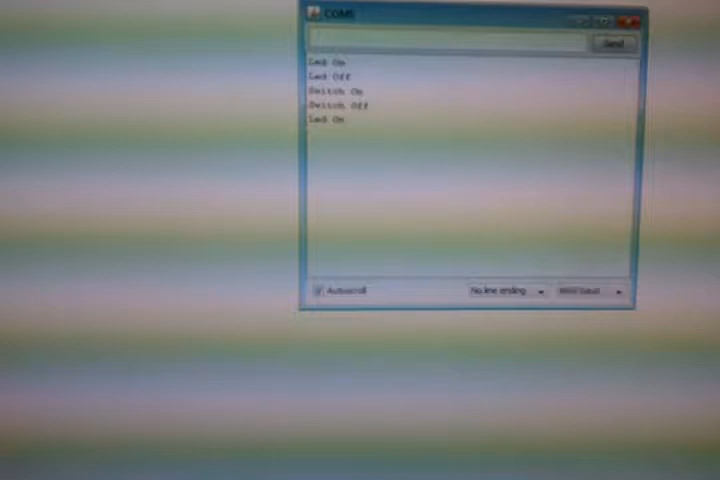 Send
Led On
Led Off
Switch On
Switch Off
Led On
Autoscroll
No line ending